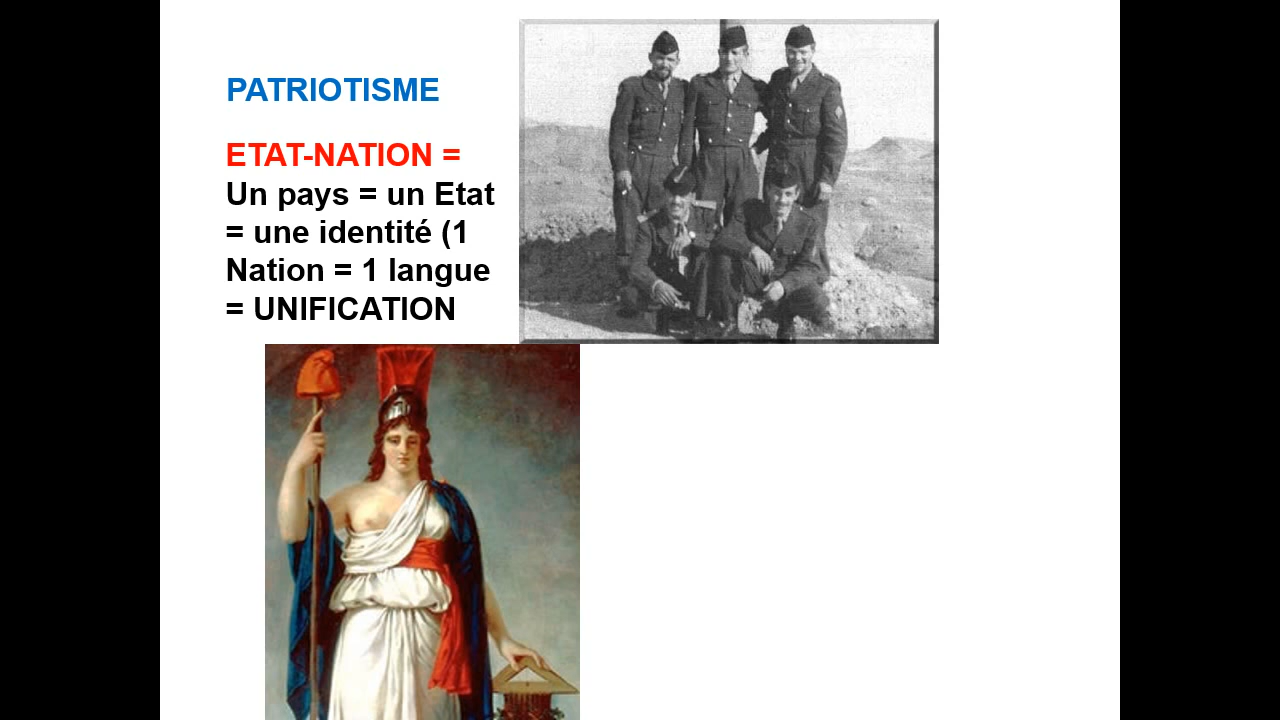 PATRIOTISME
ETAT-NATION =
Un pays = un Etat
= une identité (1
Nation = 1 langue
= UNIFICATION